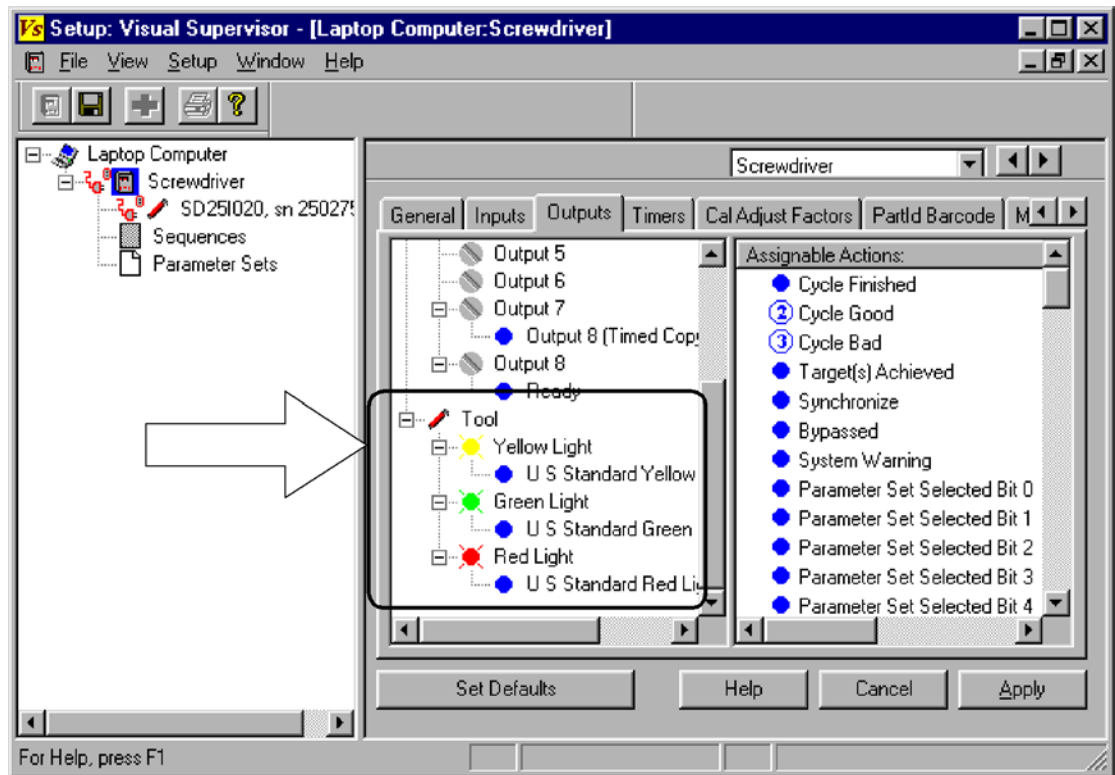 Vs Setup: Visual Supervisor - [Laptop Computer:Screwdriver]
File View Setup Window Help
Laptop Computer
Screwdriver
SD25I020, sn 25027
Sequences
Parameter Sets
Screwdriver
General Inputs Outputs Timers Cal Adjust Factors PartId Barcode M
Output 5
Output 6
Output 7
Output 8 (Timed Copy
Output 8
Ready
Tool
Yellow Light
U S Standard Yellow
Green Light
U S Standard Green
Red Light
U S Standard Red Lig
Assignable Actions:
Cycle Finished
2 Cycle Good
3 Cycle Bad
Target(s) Achieved
Synchronize
Bypassed
System Warning
Parameter Set Selected Bit 0
Parameter Set Selected Bit 1
Parameter Set Selected Bit 2
Parameter Set Selected Bit 3
Parameter Set Selected Bit 4
Set Defaults Help Cancel Apply
For Help, press F1